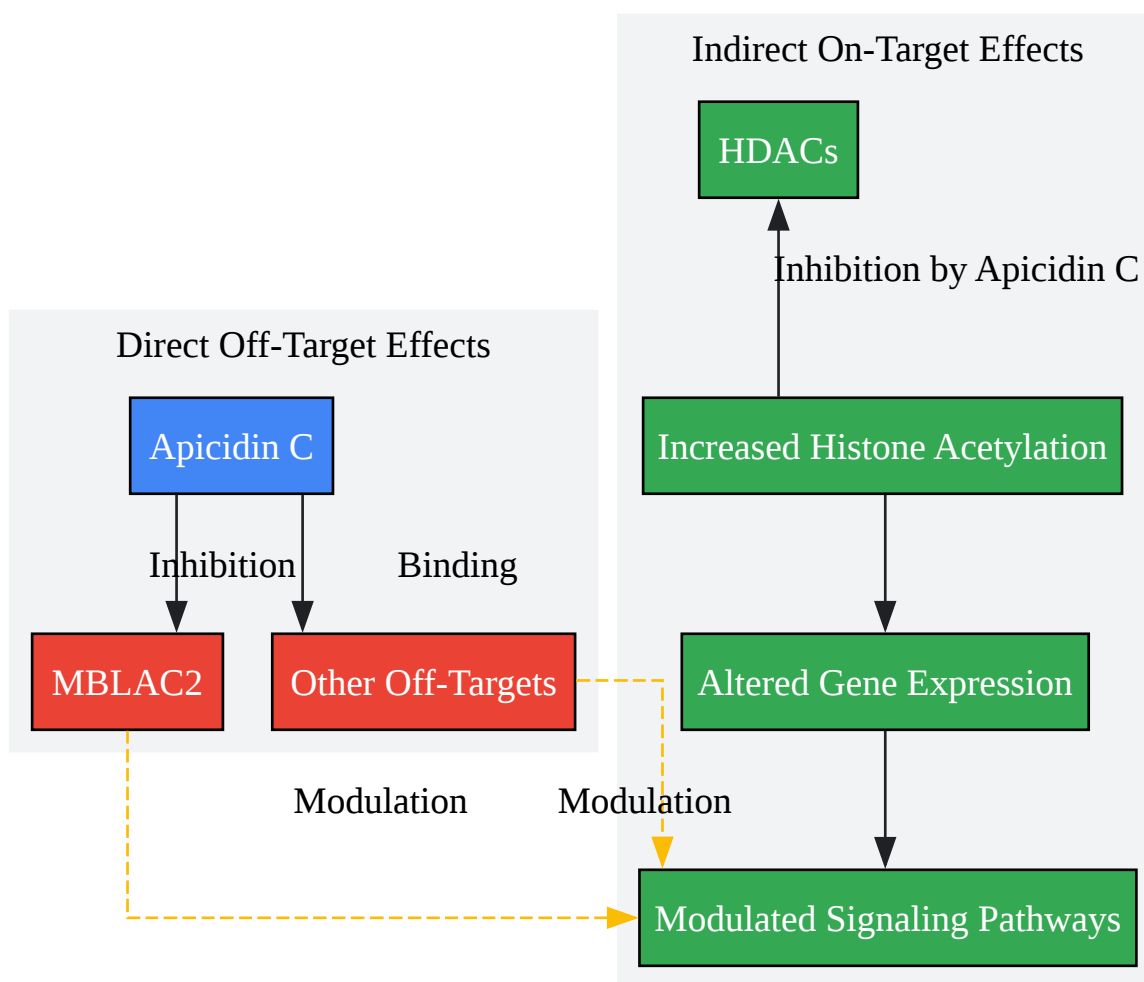 Indirect On-Target Effects
HDACs
Inhibition by Apicidin C
Direct Off-Target Effects
Apicidin C
Increased Histone Acetylation
Inhibition
Binding
MBLAC2
Other Off-Targets
Altered Gene Expression
Modulation
Modulation
Modulated Signaling Pathways